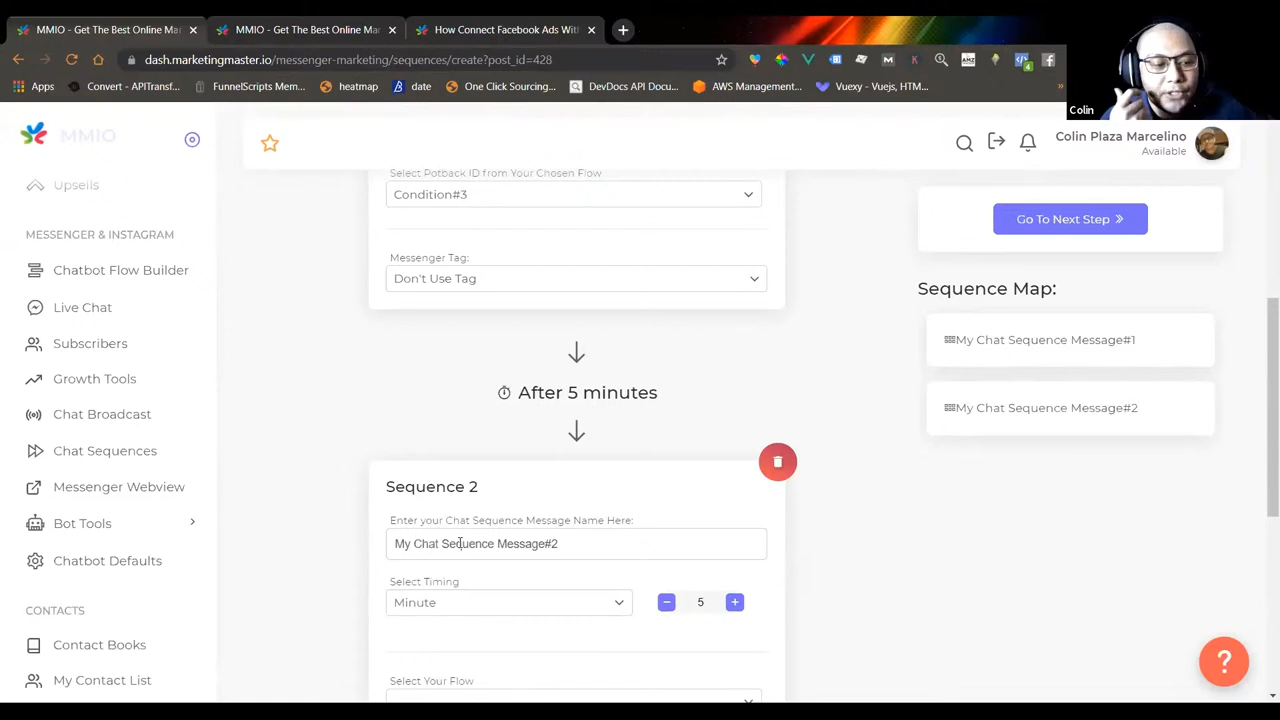 MMIO - Get The Best Online Ma
MMIO - Get The Best Online Ma
How Connect Facebook Ads Wit
dash.marketingmaster.io/messenger-marketing/sequences/create?post_id=428
Apps
Convert - APITransf...
FunnelScripts Mem...
heatmap
date
One Click Sourcing...
DevDocs API Docu...
AWS Management...
Vuexy - Vuejs, HTM...
Colin
MMIO
Colin Plaza Marcelino
Available
Upsells
MESSENGER & INSTAGRAM
Chatbot Flow Builder
Live Chat
Subscribers
Growth Tools
Chat Broadcast
Chat Sequences
Messenger Webview
Bot Tools
Chatbot Defaults
CONTACTS
Contact Books
My Contact List
Select Potback ID from Your Chosen Flow
Condition#3
Messenger Tag:
Don't Use Tag
After 5 minutes
Sequence 2
Enter your Chat Sequence Message Name Here:
My Chat Sequence Message#2
Select Timing
Minute
5
Select Your Flow
Go To Next Step
Sequence Map:
My Chat Sequence Message#1
My Chat Sequence Message#2
?